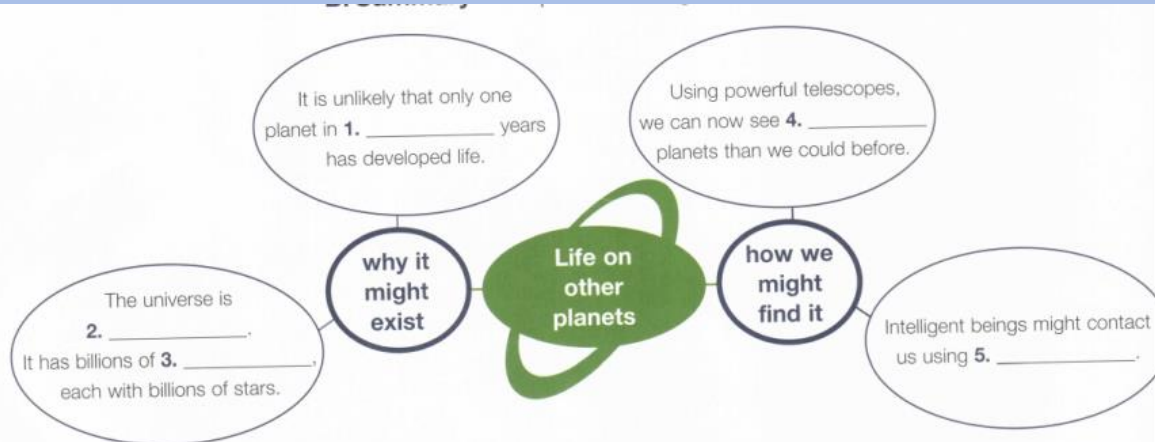 It is unlikely that only one
planet in 1. ____________ years
has developed life.
Using powerful telescopes,
we can now see 4. ____________
planets than we could before.
why it
might
exist
Life on
other
planets
how we
might
find it
The universe is
2. ____________.
It has billions of 3. ____________,
each with billions of stars.
Intelligent beings might contact
us using 5. ____________.